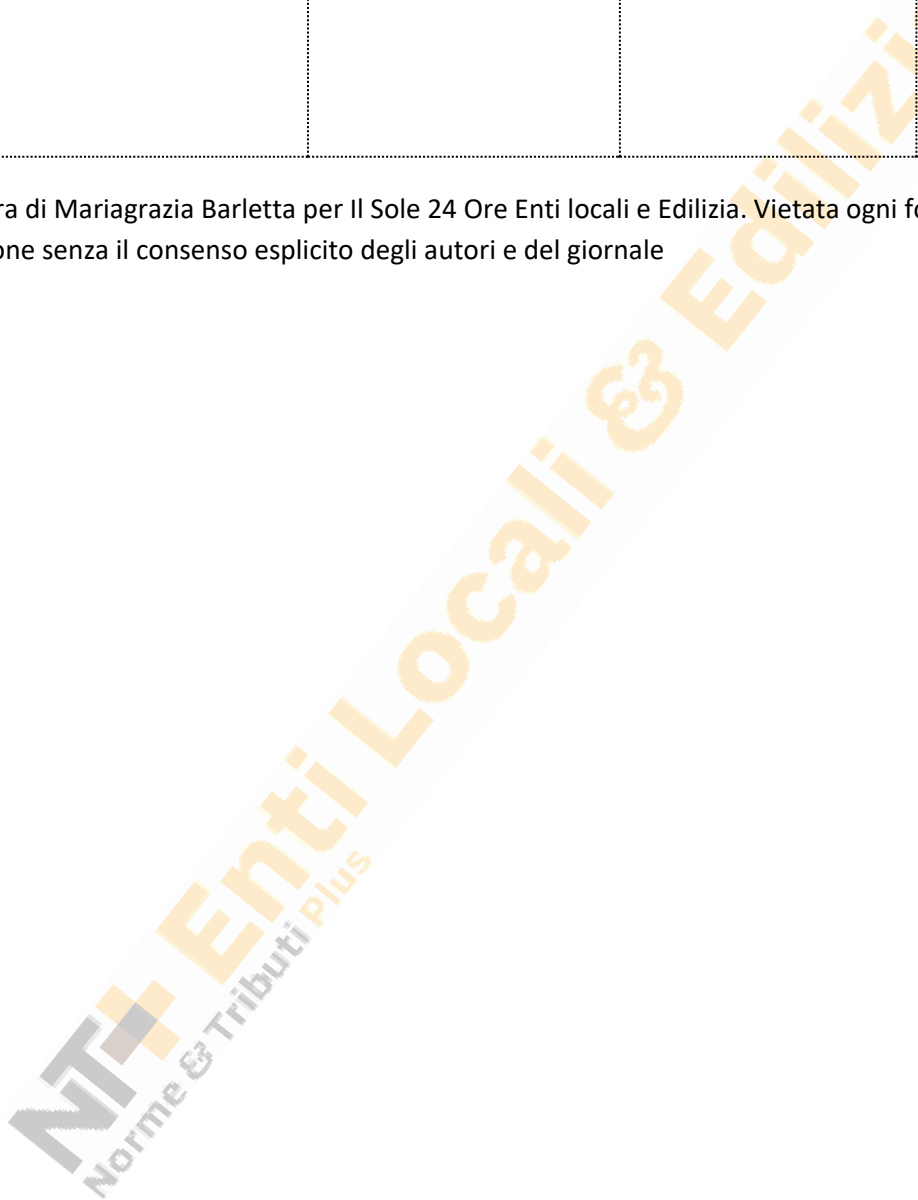 ra di Mariagrazia Barletta per Il Sole 24 Ore Enti locali e Edilizia. Vietata ogni fo
one senza il consenso esplicito degli autori e del giornale
NT+ Enti Locali & Edilizi
Norme & Tributi Plus